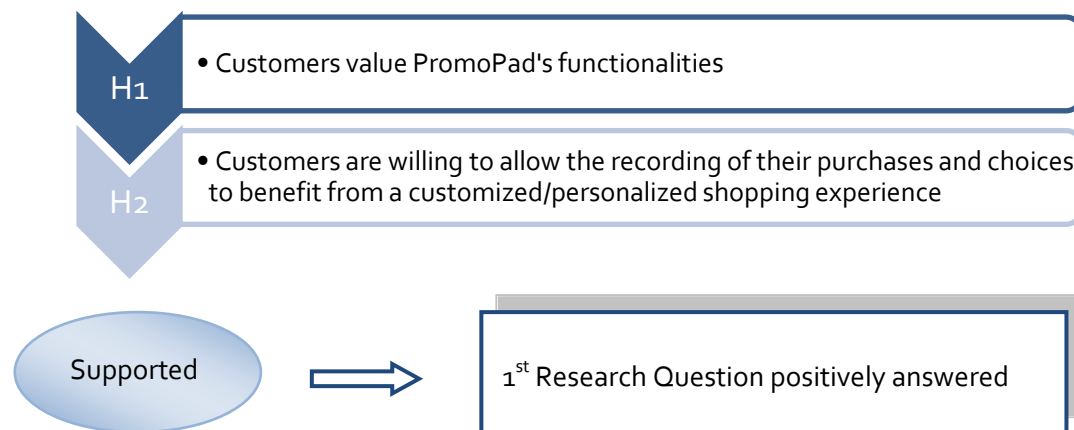 H1
• Customers value PromoPad's functionalities
H2
• Customers are willing to allow the recording of their purchases and choices
to benefit from a customized/personalized shopping experience
Supported
1st Research Question positively answered